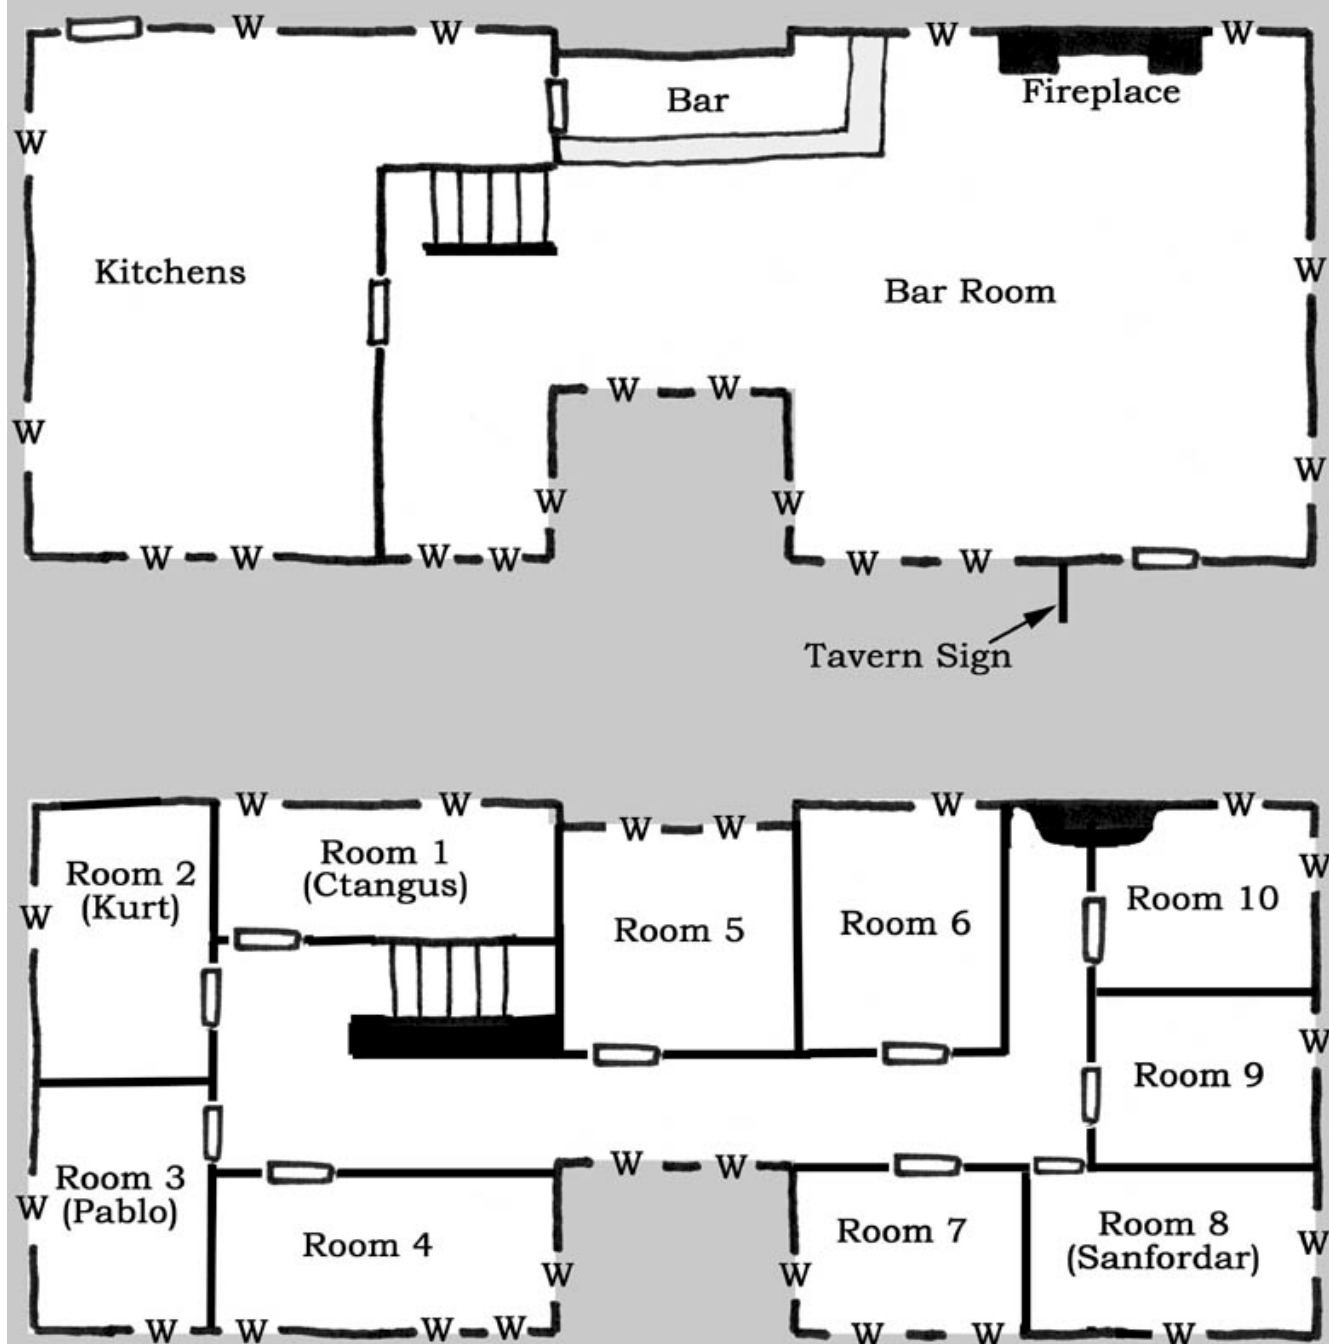 W W W W
Bar
Fireplace
W
Kitchens
Bar Room
W
W W
W
W
W W
W W W W W W
Tavern Sign
W W W W
W W
Room 1
(Ctangus)
Room 2
(Kurt)
W
Room 10
W
Room 5
Room 6
W
Room 9
W W
Room 3
(Pablo)
W
Room 4
Room 7
Room 8
(Sanfordar)
W
W W
W W W W W W W